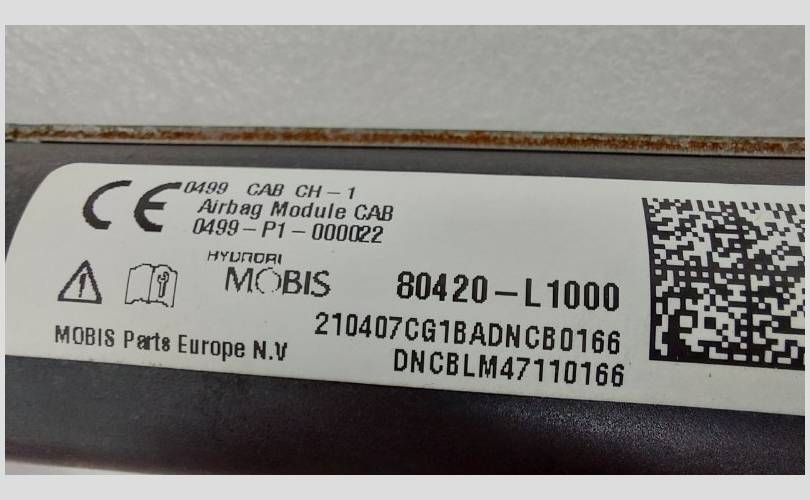 CE 0499 CAB CH-1
Airbag Module CAB
0499-P1-000022
HYUNDAI
MOBIS
80420-L1000
210407CG1BADNCB0166
MOBIS Parts Europe N.V
DNCBLM47110166